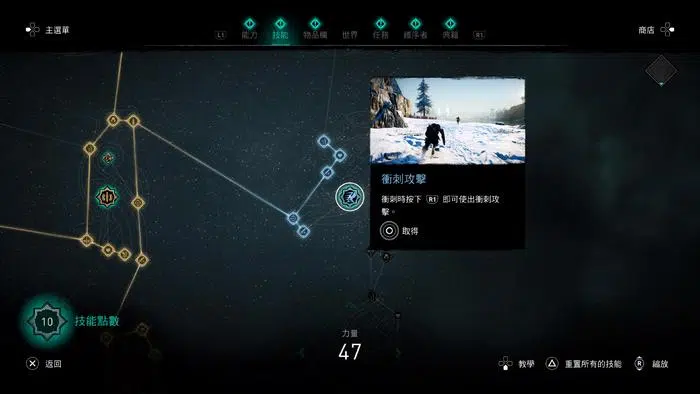 主選單
L1 能力 技能 物品欄 世界 任務 護序者 典籍 R1
商店
衝刺攻擊
衝刺時按下 R1 即可使出衝刺攻
擊。
取得
10 技能點數
力量
47
返回
教學
重置所有的技能
R 縮放